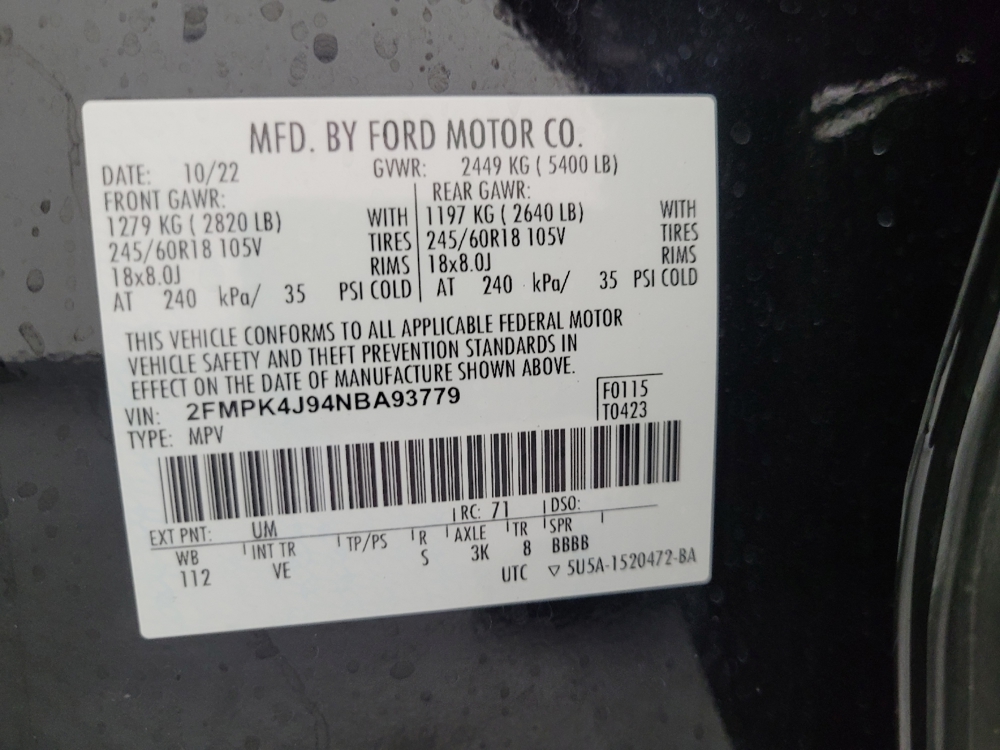 MFD. BY FORD MOTOR CO.
DATE: 10/22 GVWR: 2449 KG ( 5400 LB)
FRONT GAWR: REAR GAWR:
1279 KG ( 2820 LB) WITH 1197 KG ( 2640 LB) WITH
245/60R18 105V TIRES 245/60R18 105V TIRES
18x8.0J RIMS 18x8.0J RIMS
AT 240 kPa/ 35 PSI COLD AT 240 kPa/ 35 PSI COLD
THIS VEHICLE CONFORMS TO ALL APPLICABLE FEDERAL MOTOR
VEHICLE SAFETY AND THEFT PREVENTION STANDARDS IN
EFFECT ON THE DATE OF MANUFACTURE SHOWN ABOVE.
VIN: 2FMPK4J94NBA93779 F0115
TYPE: MPV T0423
EXT PNT: UM RC: 71 DSO:
WB INT TR TP/PS R AXLE TR SPR
112 VE S 3K 8 BBBB
UTC ▽ 5U5A-1520472-BA